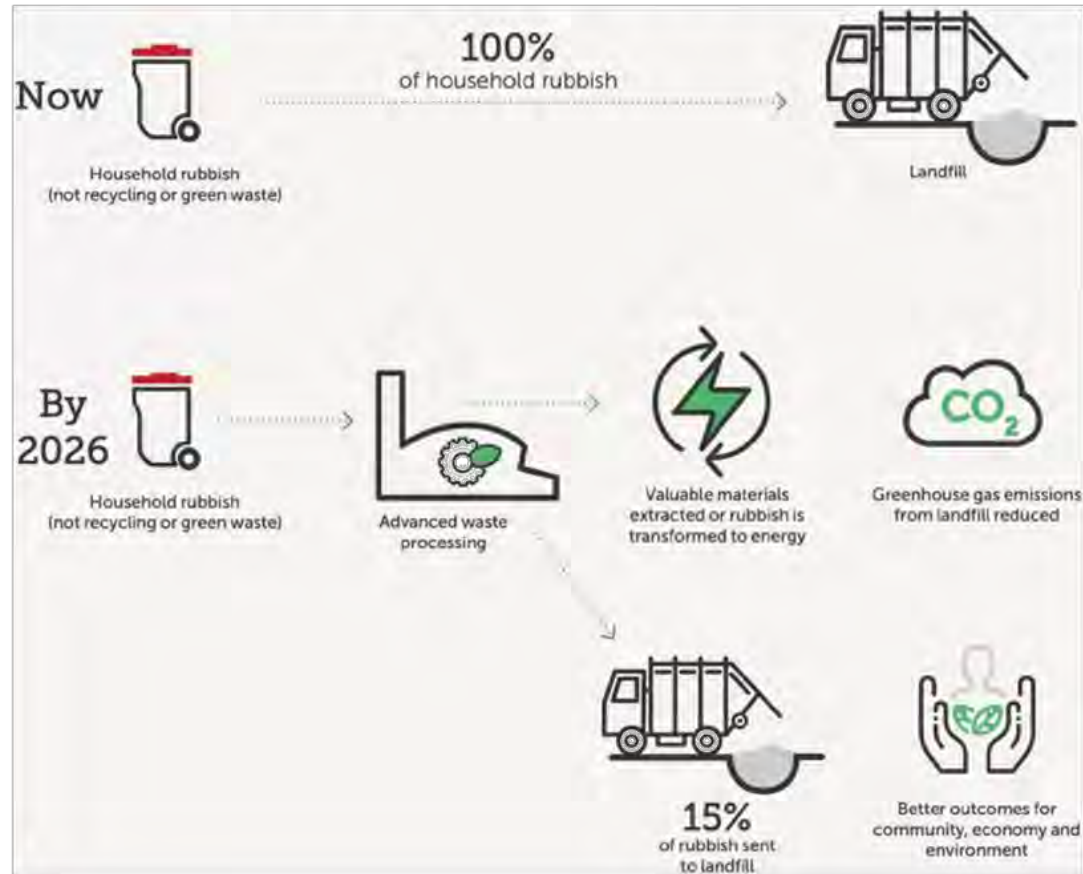 Now
100%
of household rubbish
Household rubbish
(not recycling or green waste)
Landfill
By
2026
CO2
Household rubbish
(not recycling or green waste)
Advanced waste
processing
Valuable materials
extracted or rubbish is
transformed to energy
Greenhouse gas emissions
from landfill reduced
15%
of rubbish sent
to landfill
Better outcomes for
community, economy and
environment